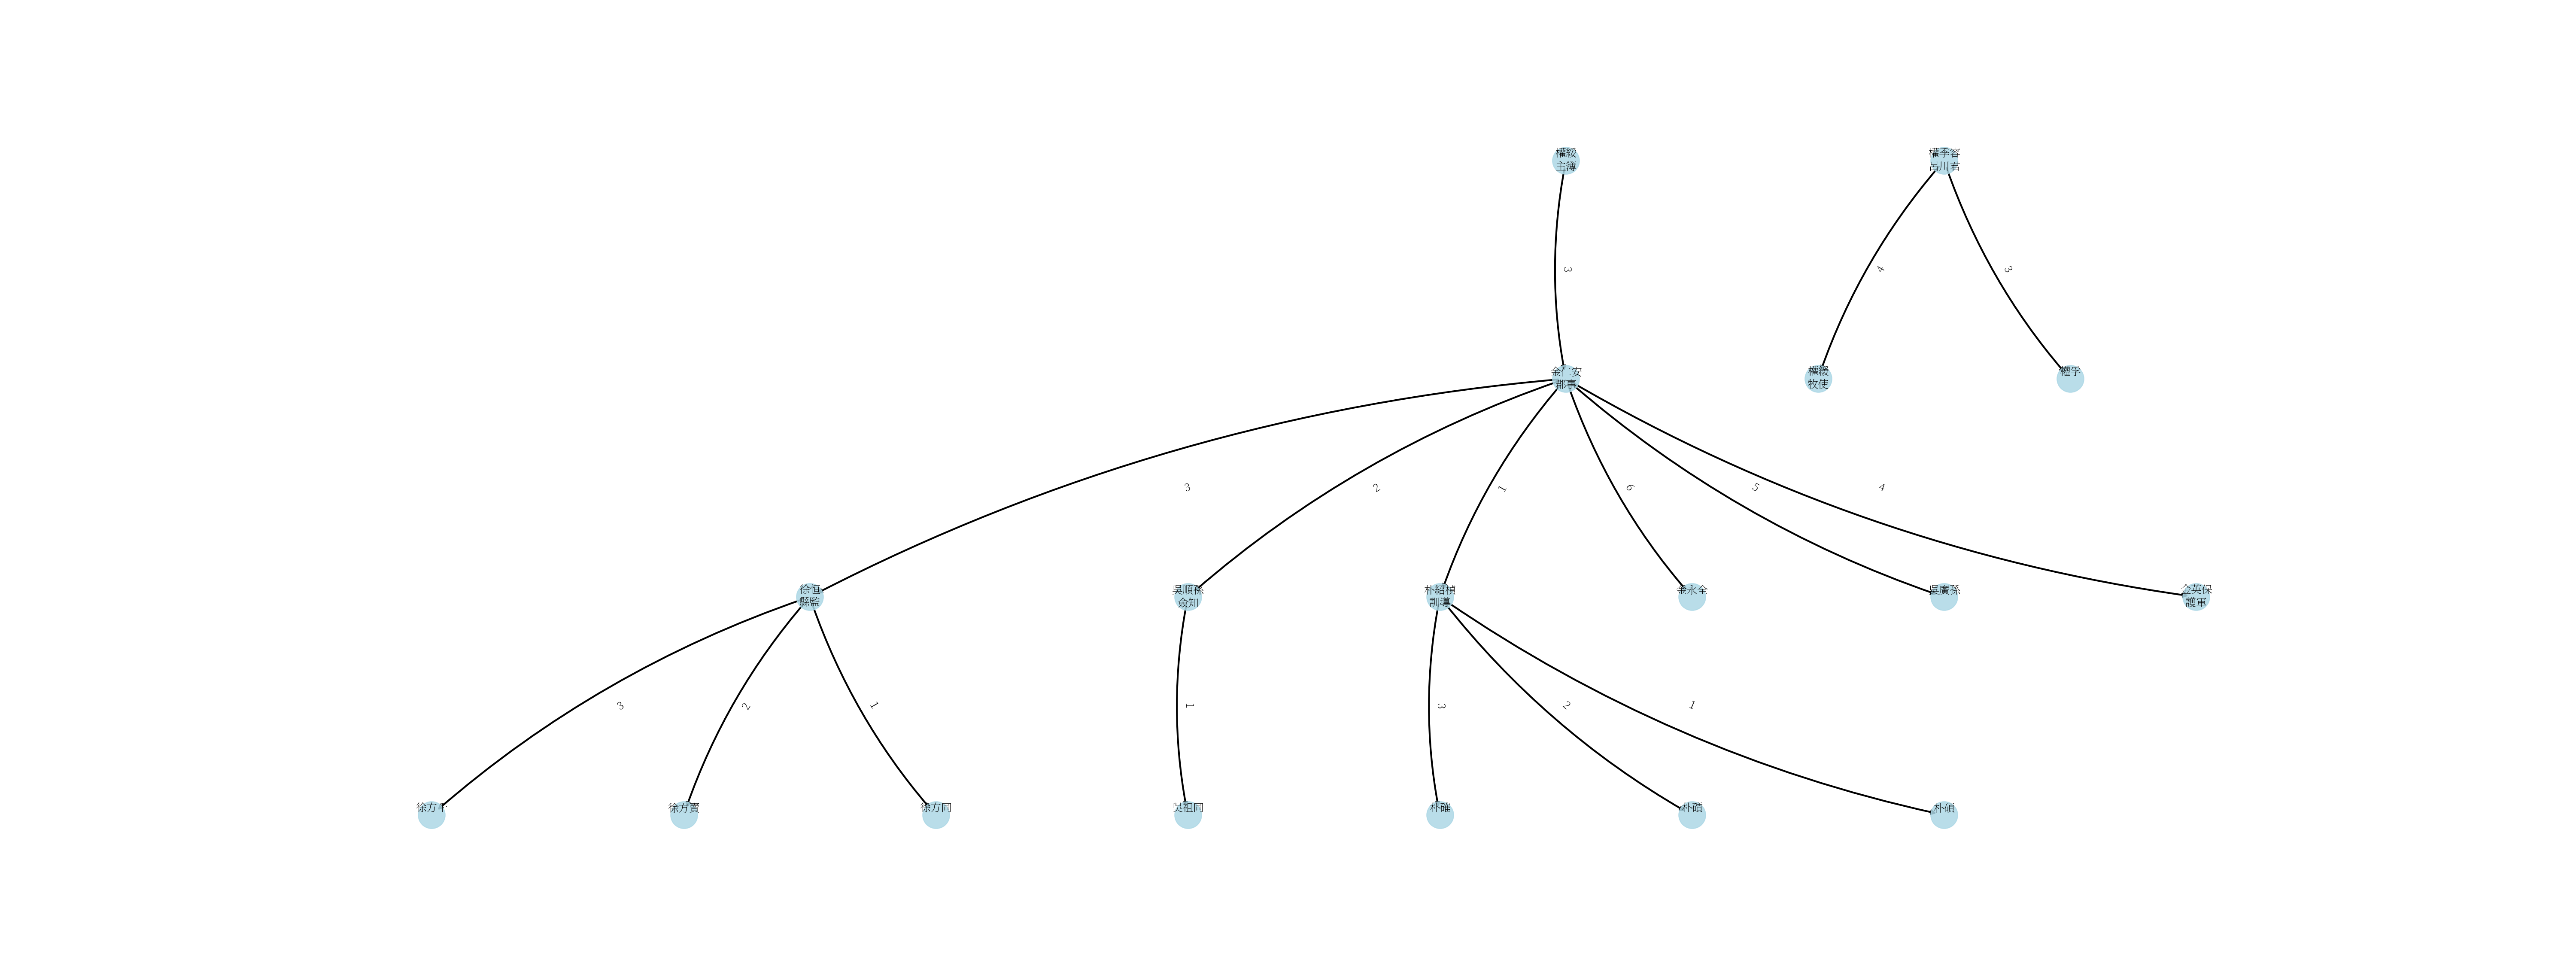 權綏
主簿
權季容
呂川君
3
4
3
金仁安
郡事
權緩
牧使
權孚
3
2
1
6
5
4
徐恒
縣監
吳順孫
僉知
朴紹楨
訓導
金永全
吳廣孫
金英保
護軍
3
2
1
1
3
2
1
徐方平
徐方賣
徐方同
吳祖同
朴確
朴礩
朴碩